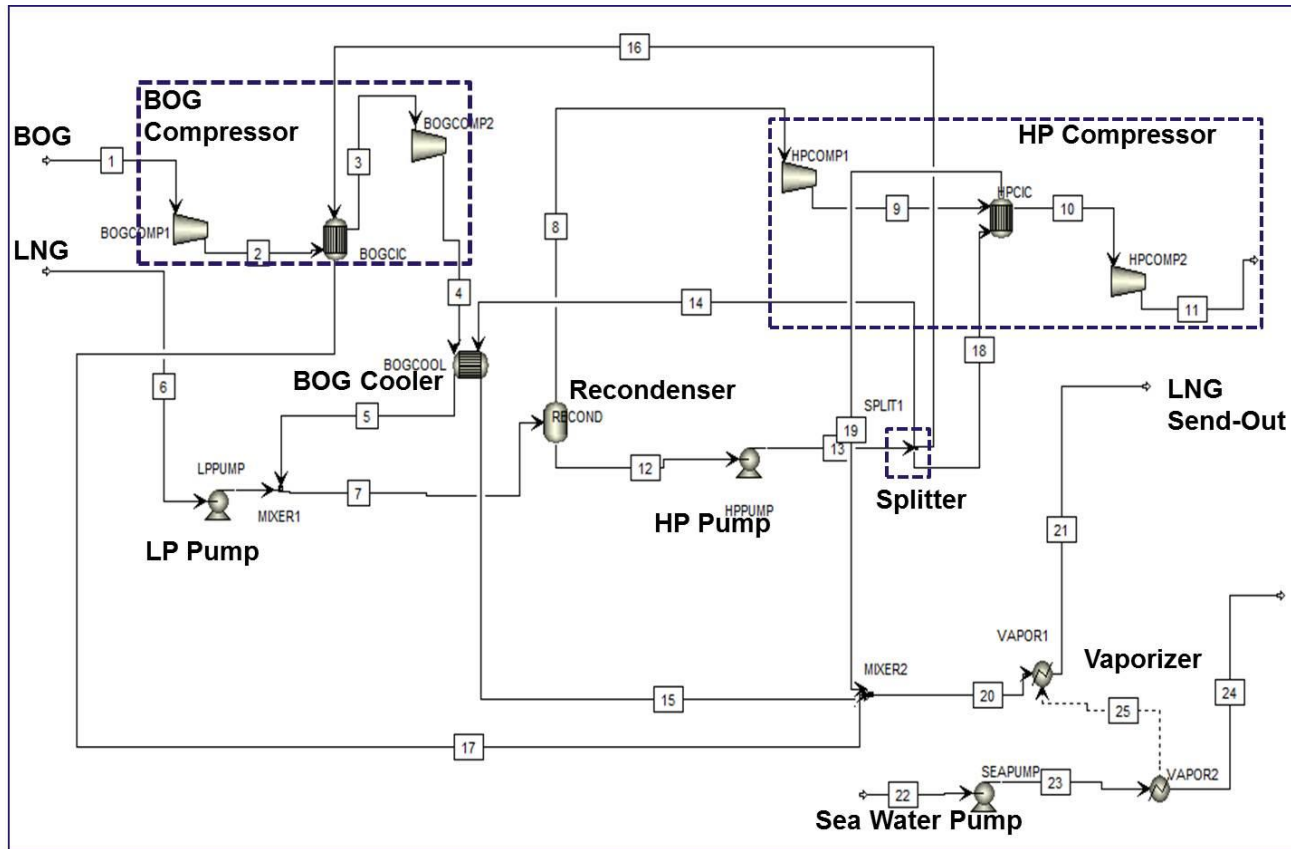 16
BOG
Compressor
BOGCOMP2
BOG
1
3
HP Compressor
HPCOMP1
BOGCOMP1
2
BOGCIC
8
9
HPCIC
10
LNG
HPCOMP2
4
14
11
18
6
BOGCOOL
BOG Cooler
5
Recondenser
RECOND
SPLIT1
LNG
Send-Out
19
13
LPPUMP
7
12
MIXER1
Splitter
HPPUMP
HP Pump
LP Pump
21
VAPOR1
Vaporizer
MIXER2
15
20
25
24
17
SEAPUMP
23
VAPOR2
22
Sea Water Pump